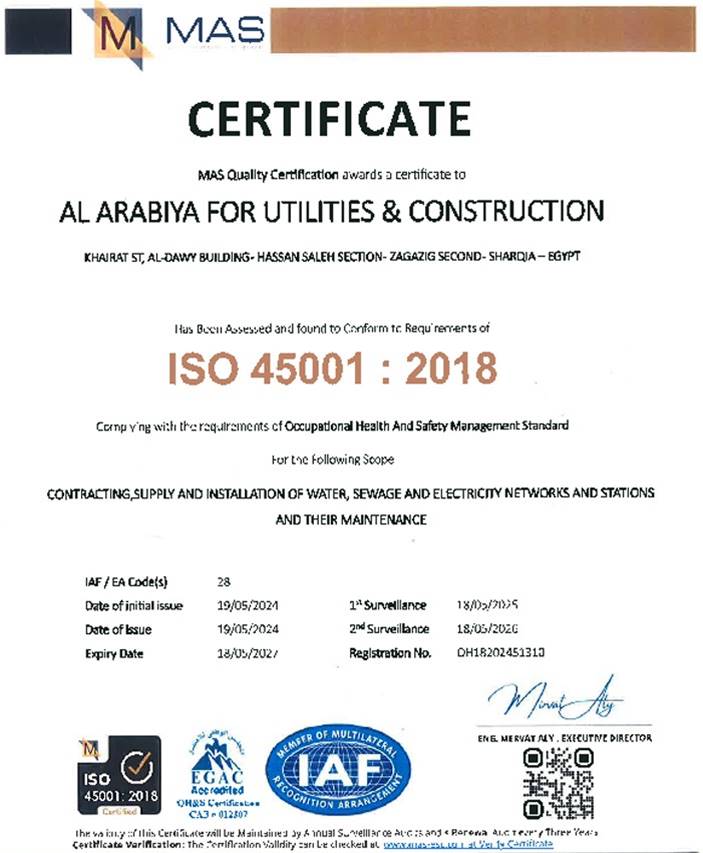 M MAS
CERTIFICATE
MAS Quality Certification awards a certificate to
AL ARABIYA FOR UTILITIES & CONSTRUCTION
KHAIRAT ST, AL-DAWY BUILDING- HASSAN SALEH SECTION- ZAGAZIG SECOND- SHARQIA – EGYPT
Has Been Assessed and found to Conform to Requirements of
ISO 45001 : 2018
Complying with the requirements of Occupational Health And Safety Management Standard
For the Following Scope
CONTRACTING,SUPPLY AND INSTALLATION OF WATER, SEWAGE AND ELECTRICITY NETWORKS AND STATIONS
AND THEIR MAINTENANCE
IAF / EA Code(s) 28
Date of initial issue 19/05/2024 1st Surveillance 18/05/2025
Date of Issue 19/05/2024 2nd Surveillance 18/05/2026
Expiry Date 18/05/2027 Registration No. OH18202451310
Mirvat Aly
ENG. MERVAT ALY . EXECUTIVE DIRECTOR
M
ISO
45001: 2018
Certified
EGAC
Accredited
OH&S Certification
CAB # 012807
MEMBER OF MULTILATERAL
IAF
RECOGNITION ARRANGEMENT
The validity of this Certificate will be Maintained by Annual Surveillance Audits and Renewal Audit every Three Years
Certificate Verification: The Certification Validity can be checked at at Verify Certificate